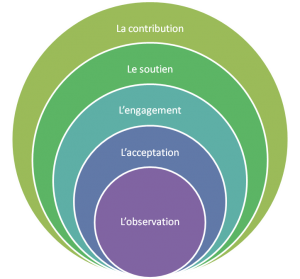 La contribution
Le soutien
L'engagement
L'acceptation
L'observation